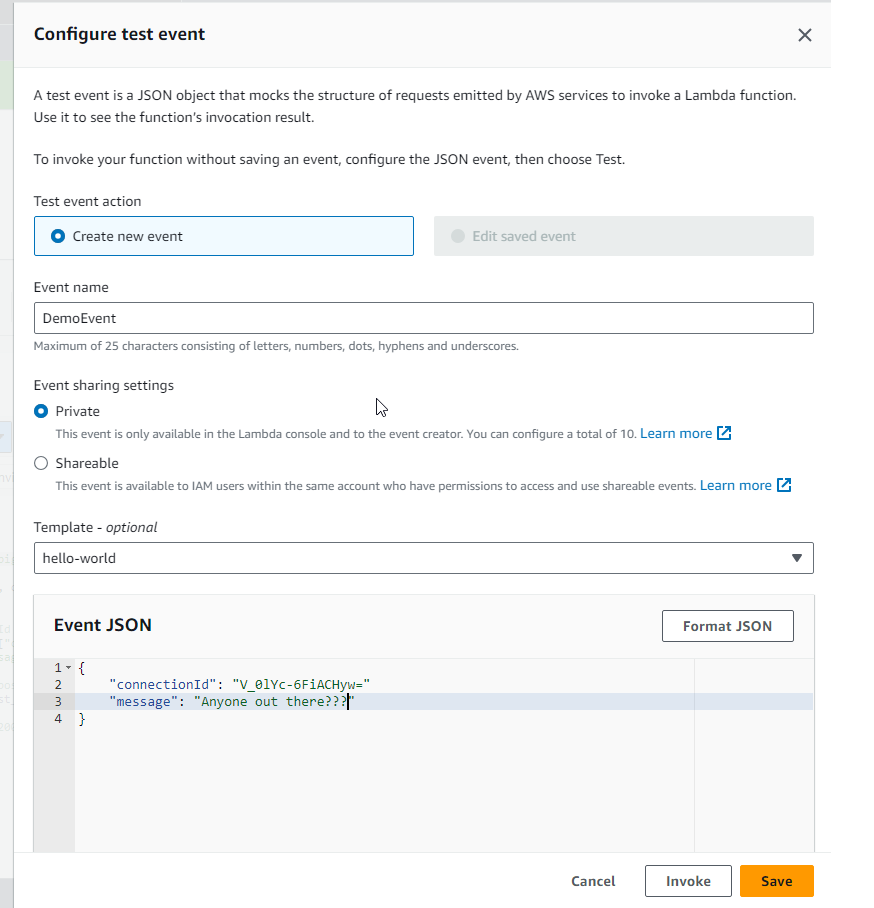 Configure test event
A test event is a JSON object that mocks the structure of requests emitted by AWS services to invoke a Lambda function.
Use it to see the function's invocation result.
To invoke your function without saving an event, configure the JSON event, then choose Test.
Test event action
Create new event
Edit saved event
Event name
DemoEvent
Maximum of 25 characters consisting of letters, numbers, dots, hyphens and underscores.
Event sharing settings
Private
This event is only available in the Lambda console and to the event creator. You can configure a total of 10. Learn more
Shareable
This event is available to IAM users within the same account who have permissions to access and use shareable events. Learn more
Template - optional
hello-world
Event JSON
Format JSON
1 {
2 "connectionId": "V_0lYc-6FiACHyw="
3 "message": "Anyone out there???"
4 }
Cancel
Invoke
Save